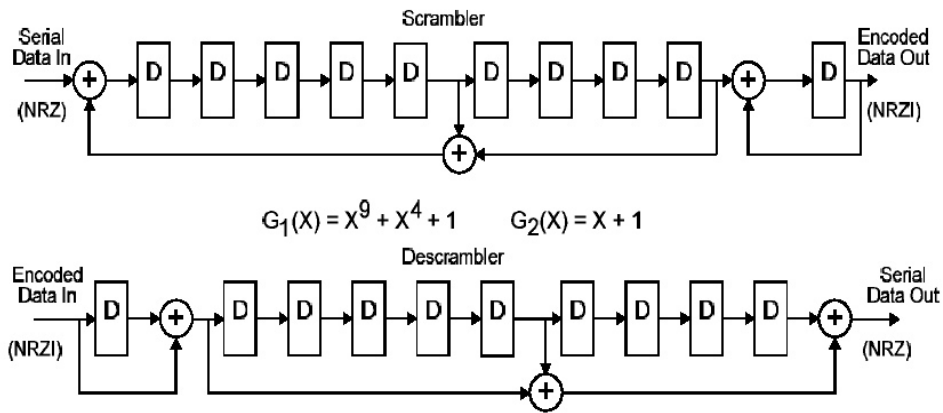 Scrambler
Serial
Data In
(NRZ)
+ D D D D D D D D D + D
Encoded
Data Out
(NRZI)
+
G₁(X) = X⁹ + X⁴ + 1 G₂(X) = X + 1
Descrambler
Encoded
Data In
(NRZI)
D + D D D D D D D D D +
Serial
Data Out
(NRZ)
+